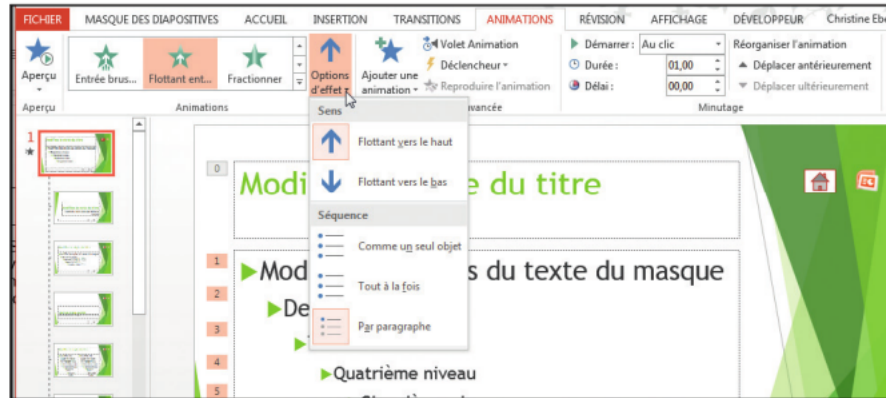 FICHIER MASQUE DES DIAPOSITIVES ACCUEIL INSERTION TRANSITIONS ANIMATIONS RÉVISION AFFICHAGE DÉVELOPPEUR Christine Ebe
Aperçu
Entrée brus... Flottant ent... Fractionner
Options d'effet
Ajouter une animation
Volet Animation
Déclencheur
Reproduire l'animation
Démarrer : Au clic
Durée : 01,00
Délai : 00,00
Réorganiser l'animation
Déplacer antérieurement
Déplacer ultérieurement
Aperçu Animations vancée Minutage
Sens
Flottant vers le haut
Flottant vers le bas
Séquence
Comme un seul objet
Tout à la fois
Par paragraphe
1
0
Modi e du titre
1
Mod s du texte du masque
2
De
3
4
Quatrième niveau
5